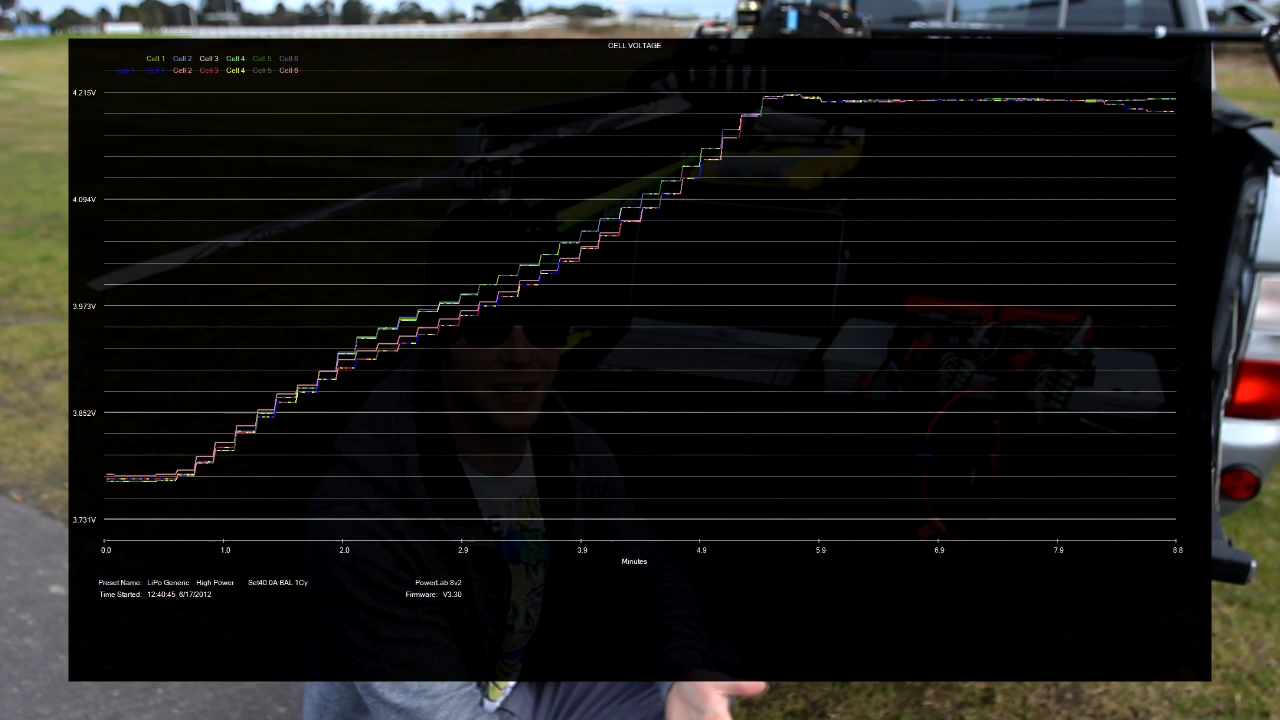 CELL VOLTAGE
Cell 1 Cell 2 Cell 3 Cell 4 Cell 5 Cell 6
Cell 2 Cell 3 Cell 4 Cell 5 Cell 6
4.215V
4.094V
3.973V
3.852V
3.731V
0.0 1.0 2.0 2.9 3.9 4.9 5.9 6.9 7.9 8.8
Minutes
Preset Name: LiPo Generic High Power Set40.0A BAL 1Cy
PowerLab 8v2
Time Started: 12:40:45 6/17/2012
Firmware: V3.30